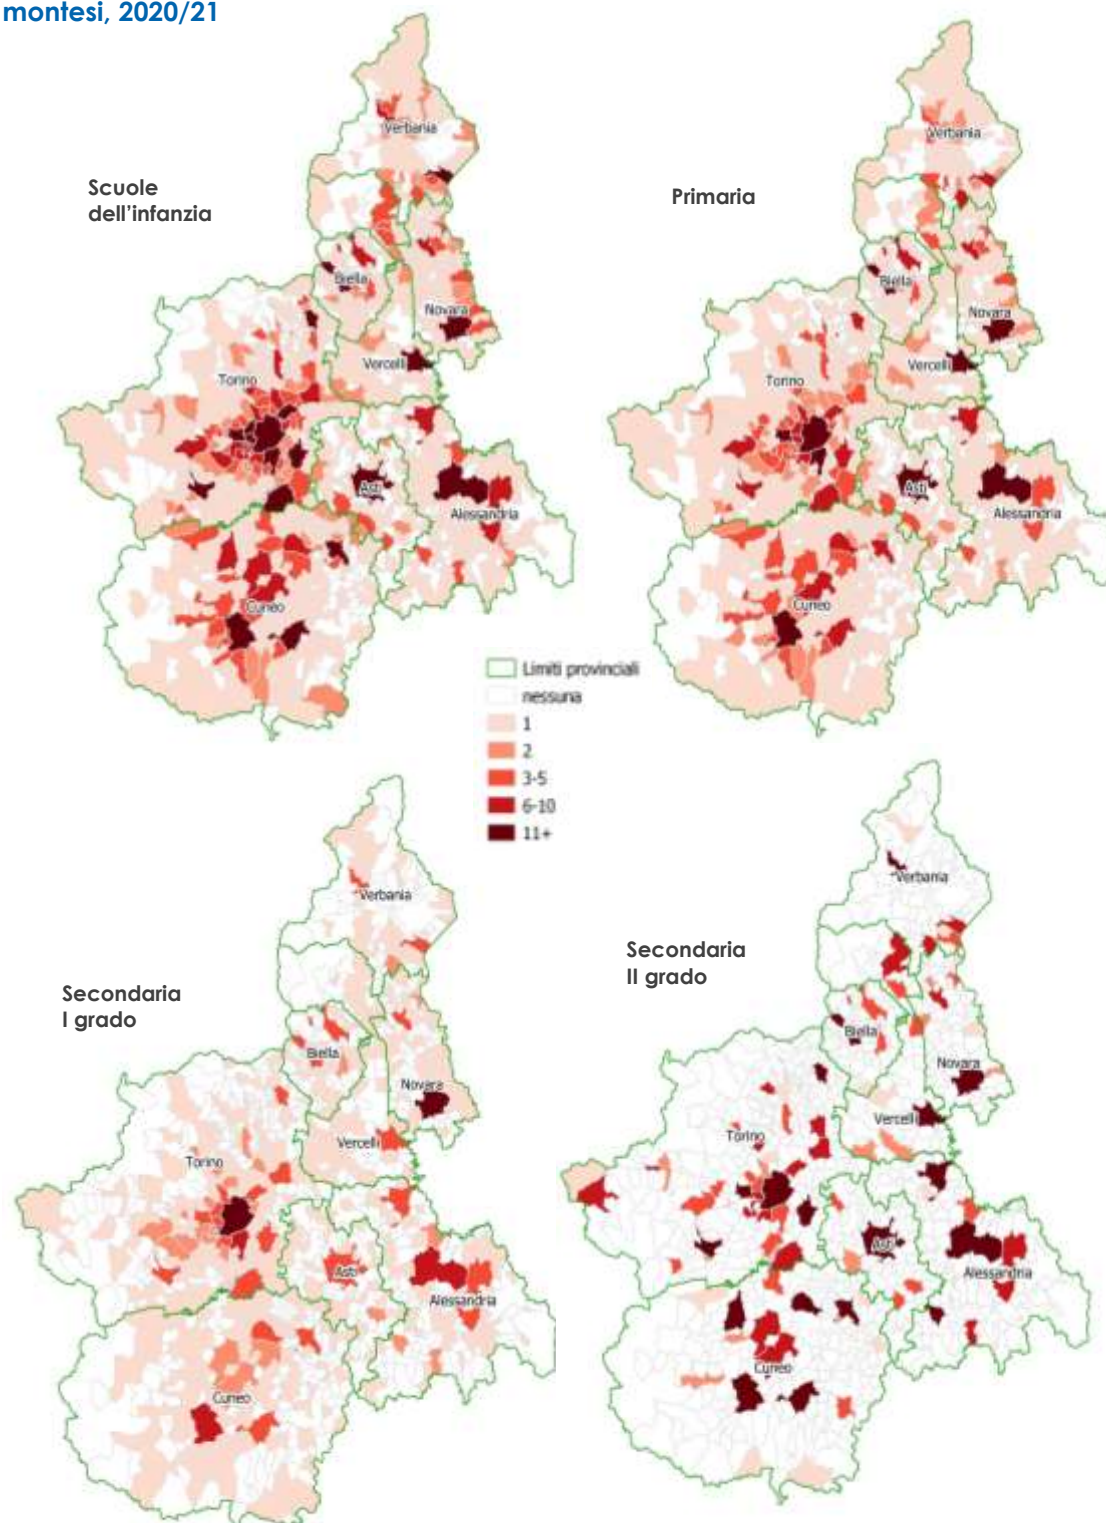 montesi, 2020/21
Scuole
dell'infanzia
Verbania
Biella
Novara
Vercelli
Torino
Asti
Alessandria
Cuneo
Primaria
Verbania
Biella
Novara
Vercelli
Torino
Asti
Alessandria
Cuneo
Limiti provinciali
nessuna
1
2
3-5
6-10
11+
Secondaria
I grado
Verbania
Biella
Novara
Vercelli
Torino
Asti
Alessandria
Cuneo
Secondaria
II grado
Verbania
Biella
Novara
Vercelli
Torino
Asti
Alessandria
Cuneo